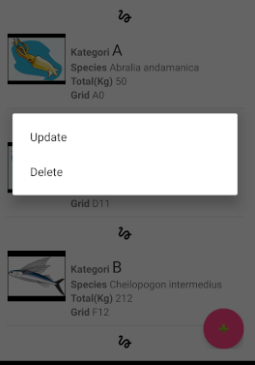 Kategori A
Species Abralia andamanica
Total(Kg) 50
Grid A0
Update
Delete
Grid D11
Kategori B
Species Cheilopogon intermedius
Total(Kg) 212
Grid F12